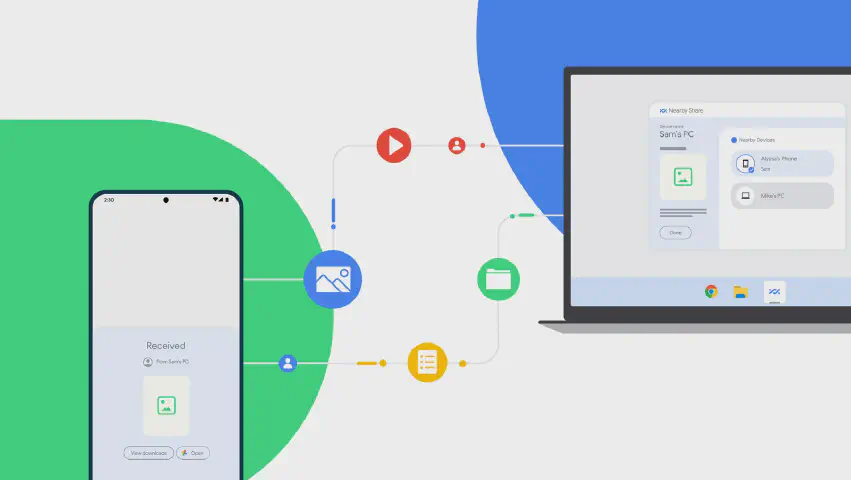 2:30
Received
From Sam's PC
View downloads
Open
Nearby Share
Sam's PC
Nearby Devices
Alyssa's Phone
Mike's PC